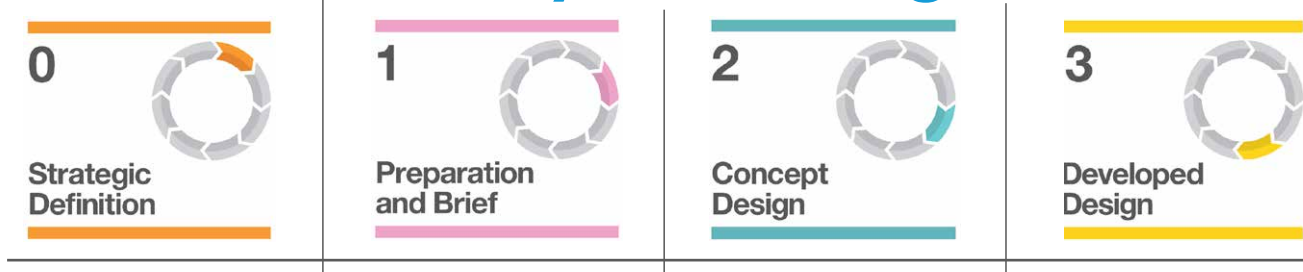 0
Strategic
Definition
1
Preparation
and Brief
2
Concept
Design
3
Developed
Design